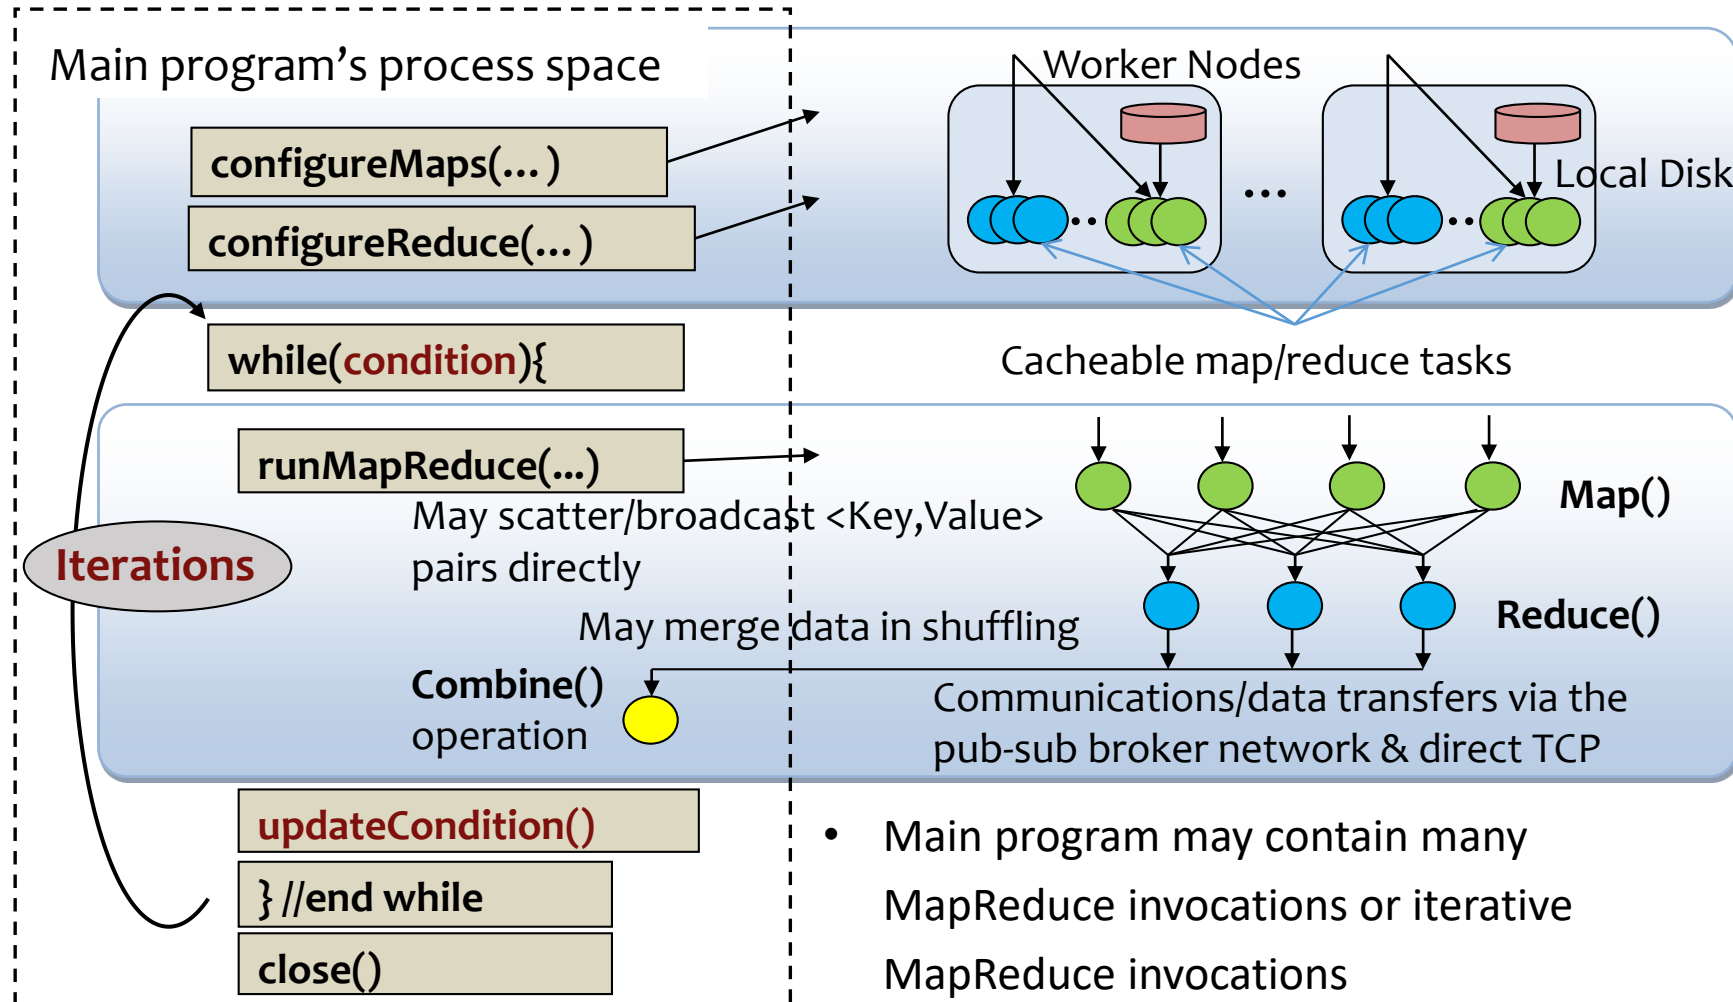 Main program’s process space
Worker Nodes
configureMaps(…)
Local Disk
...
..
..
configureReduce(…)
while(condition){
Cacheable map/reduce tasks
runMapReduce(...)
Map()
May scatter/broadcast <Key,Value>
pairs directly
Iterations
Reduce()
May merge data in shuffling
Combine()
operation
Communications/data transfers via the
pub-sub broker network & direct TCP
updateCondition()
} //end while
close()
• Main program may contain many
MapReduce invocations or iterative
MapReduce invocations